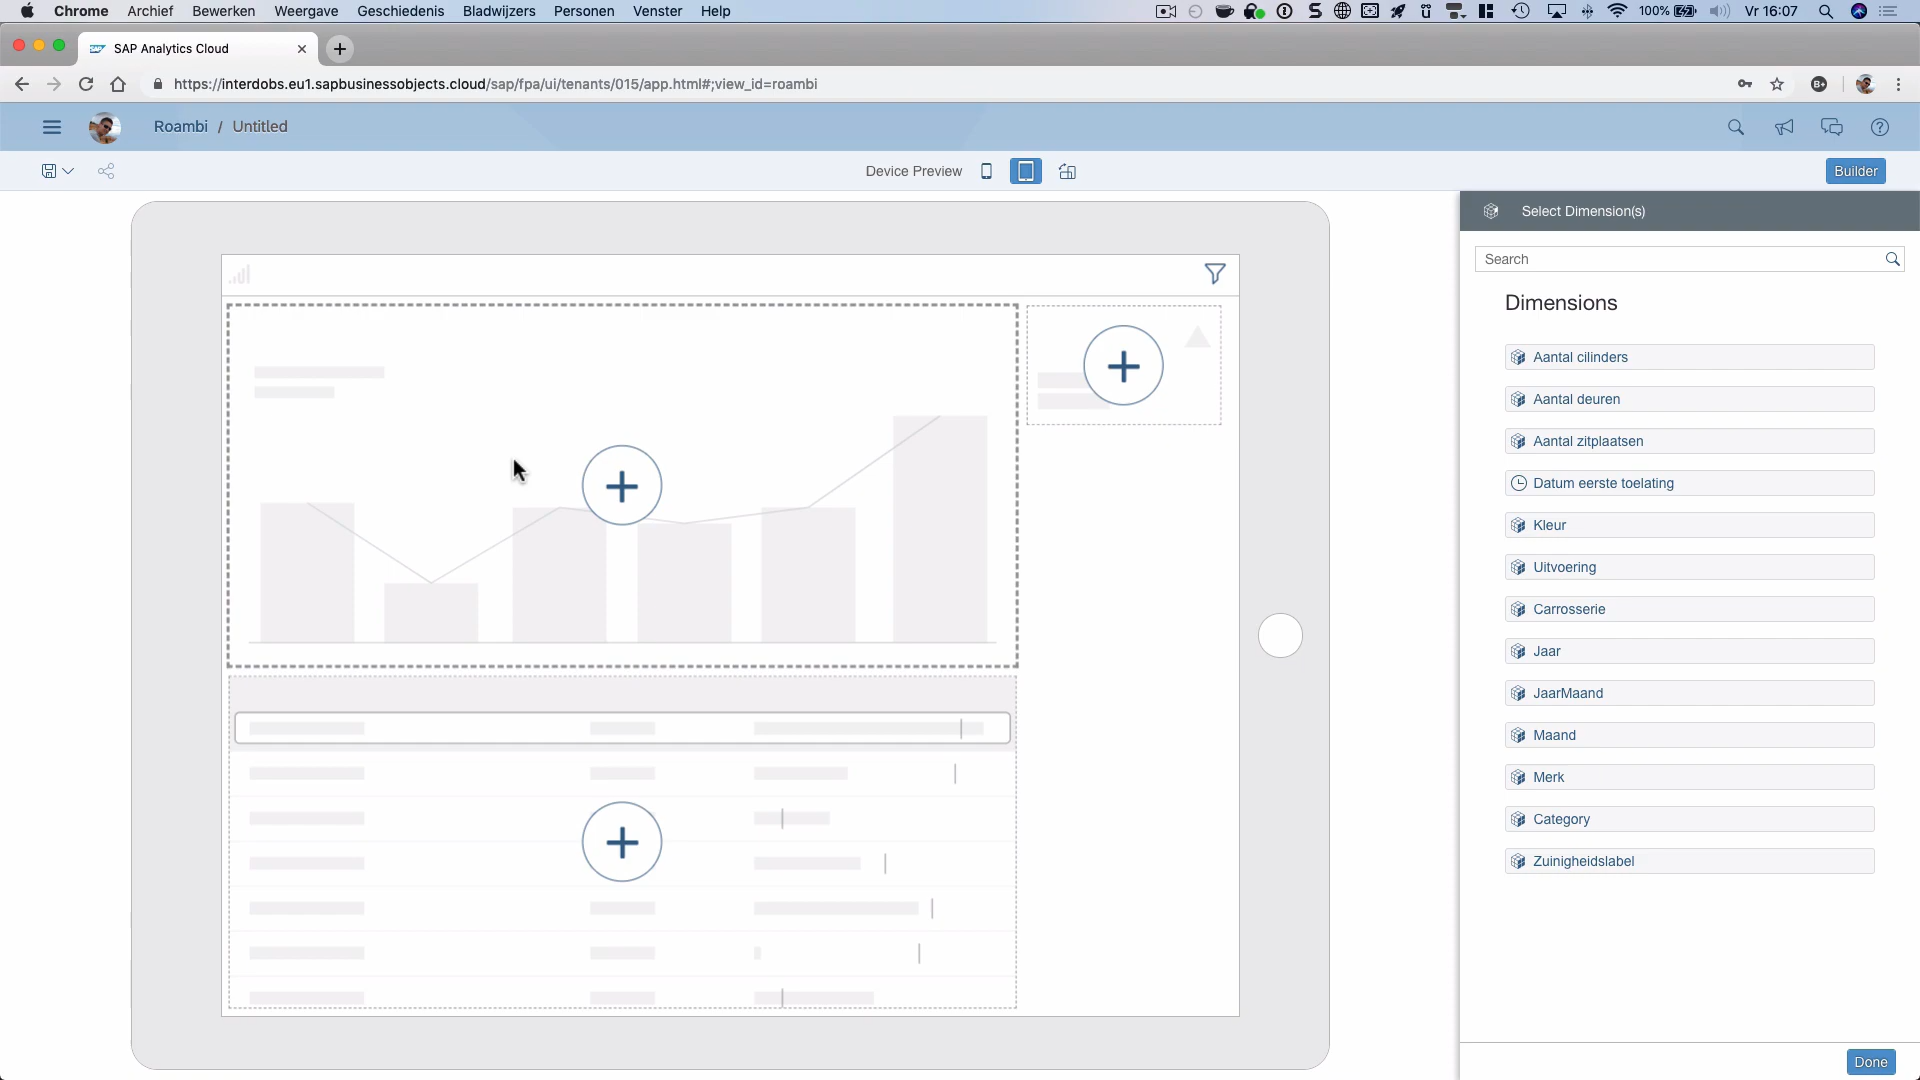 Chrome Archief Bewerken Weergave Geschiedenis Bladwijzers Personen Venster Help 100% Vr 16:07
SAP Analytics Cloud
https://interdobs.eu1.sapbusinessobjects.cloud/sap/fpa/ui/tenants/015/app.html#;view_id=roambi
Roambi / Untitled
Device Preview
Builder
Select Dimension(s)
Search
Dimensions
Aantal cilinders
Aantal deuren
Aantal zitplaatsen
Datum eerste toelating
Kleur
Uitvoering
Carrosserie
Jaar
JaarMaand
Maand
Merk
Category
Zuinigheidslabel
Done